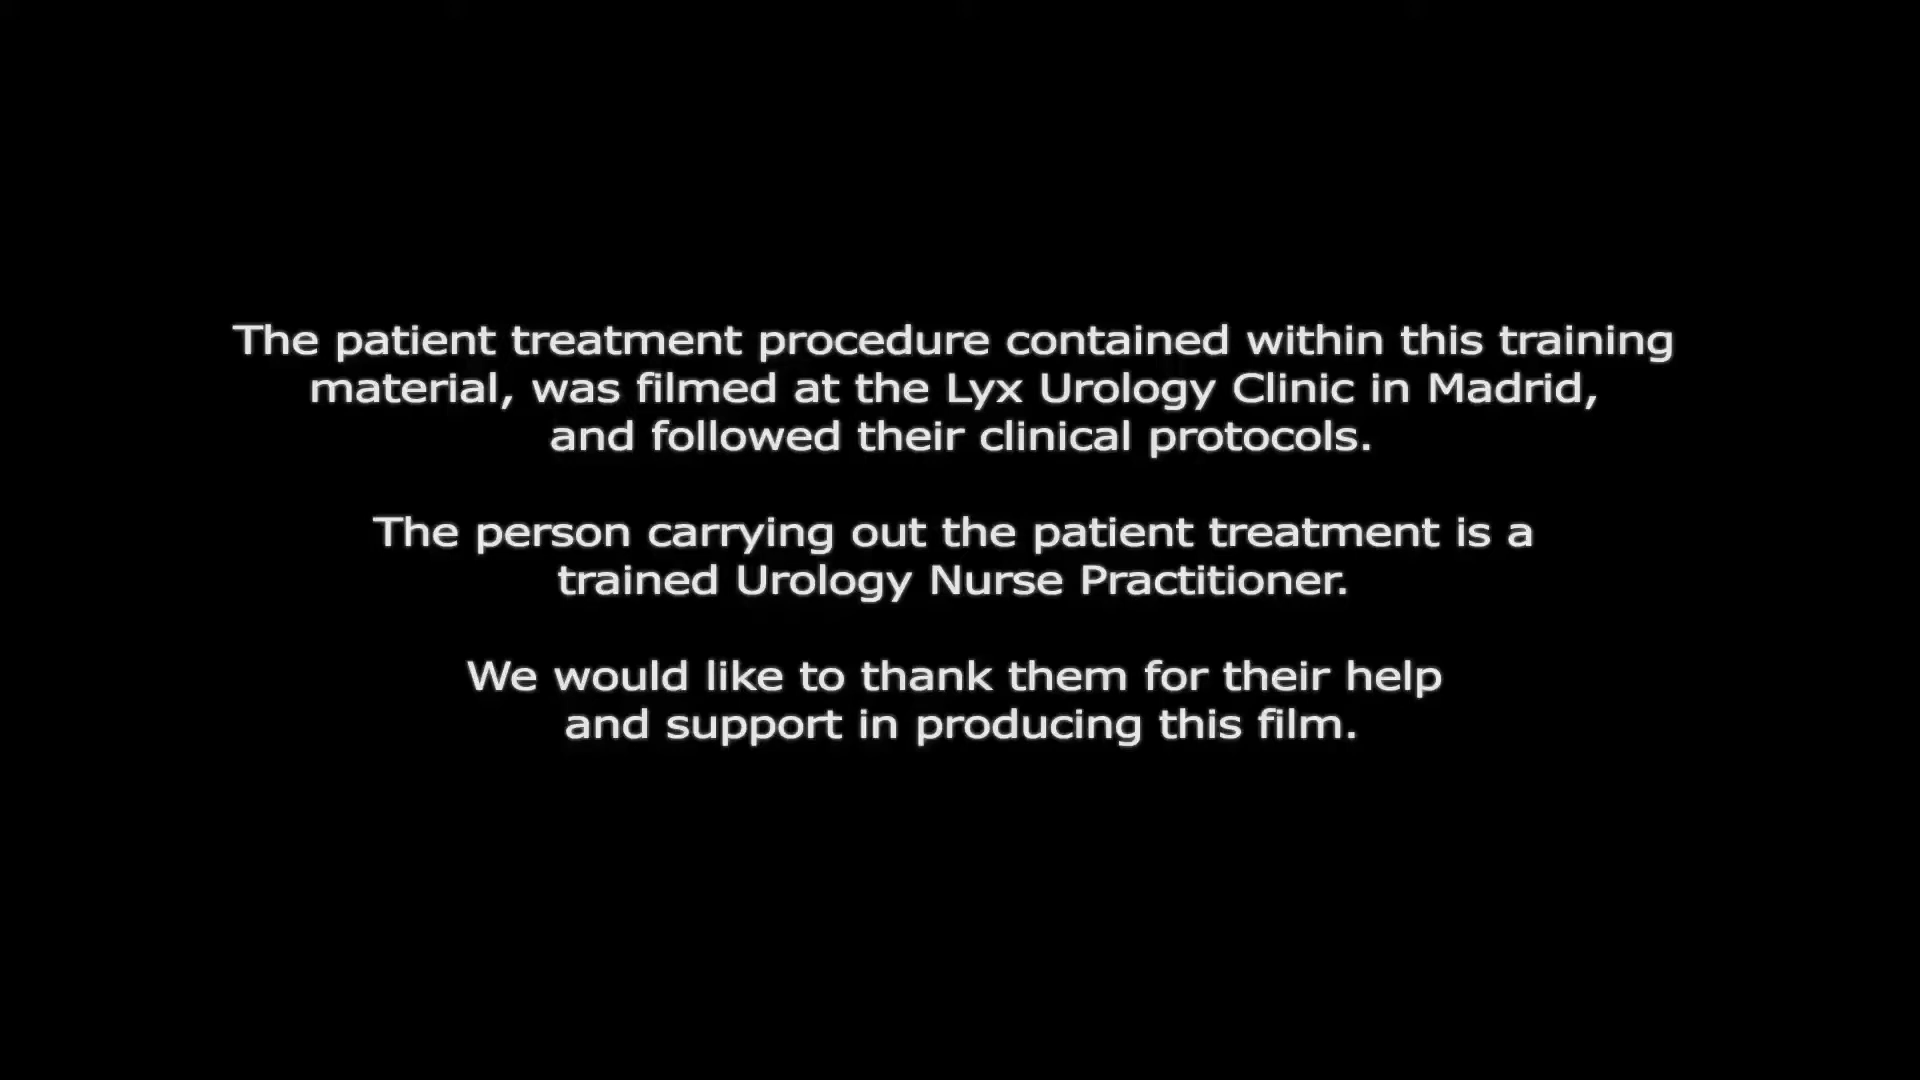 The patient treatment procedure contained within this training
material, was filmed at the Lyx Urology Clinic in Madrid,
and followed their clinical protocols.
The person carrying out the patient treatment is a
trained Urology Nurse Practitioner.
We would like to thank them for their help
and support in producing this film.